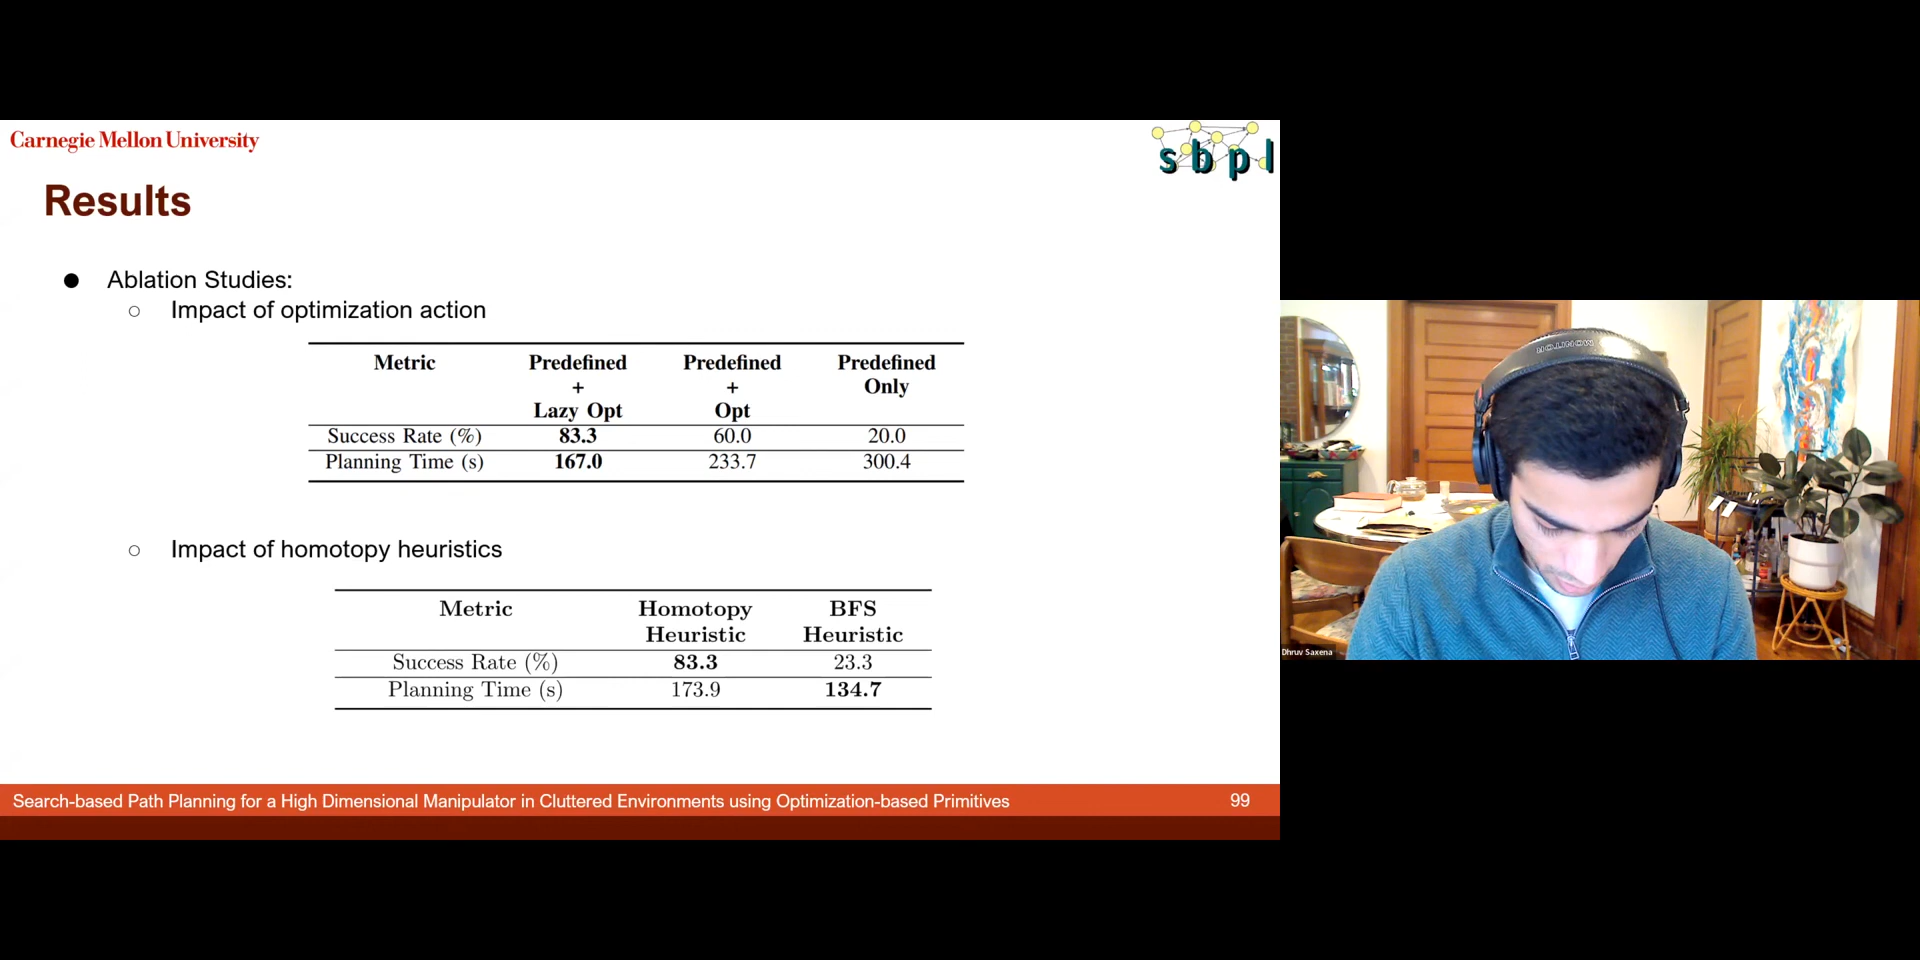 Carnegie Mellon University
sbpl
Results
● Ablation Studies:
○ Impact of optimization action
Metric Predefined Predefined Predefined
+ + Only
Lazy Opt Opt
Success Rate (%) 83.3 60.0 20.0
Planning Time (s) 167.0 233.7 300.4
○ Impact of homotopy heuristics
Metric Homotopy BFS
Heuristic Heuristic
Success Rate (%) 83.3 23.3
Planning Time (s) 173.9 134.7
Search-based Path Planning for a High Dimensional Manipulator in Cluttered Environments using Optimization-based Primitives 99
MONITOR
Dhruv Saxena